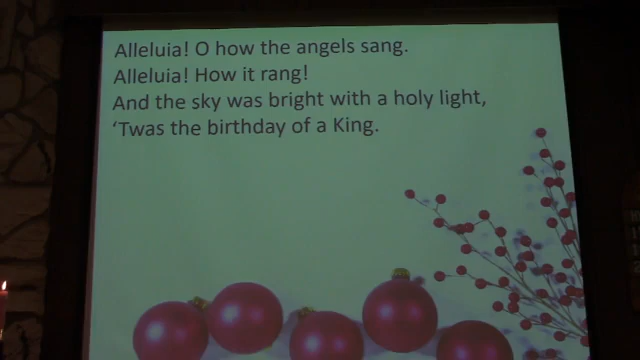 Alleluia! O how the angels sang.
Alleluia! How it rang!
And the sky was bright with a holy light,
‘Twas the birthday of a King.